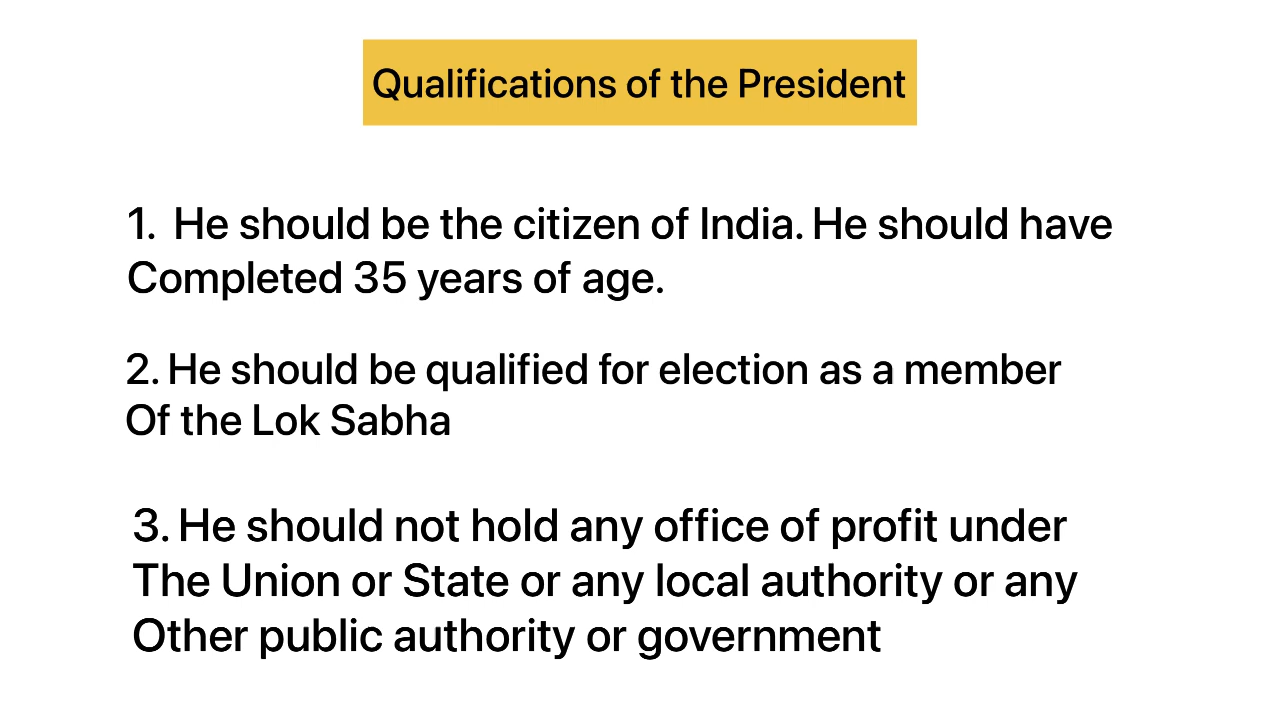 Qualifications of the President
1. He should be the citizen of India. He should have
Completed 35 years of age.
2. He should be qualified for election as a member
Of the Lok Sabha
3. He should not hold any office of profit under
The Union or State or any local authority or any
Other public authority or government